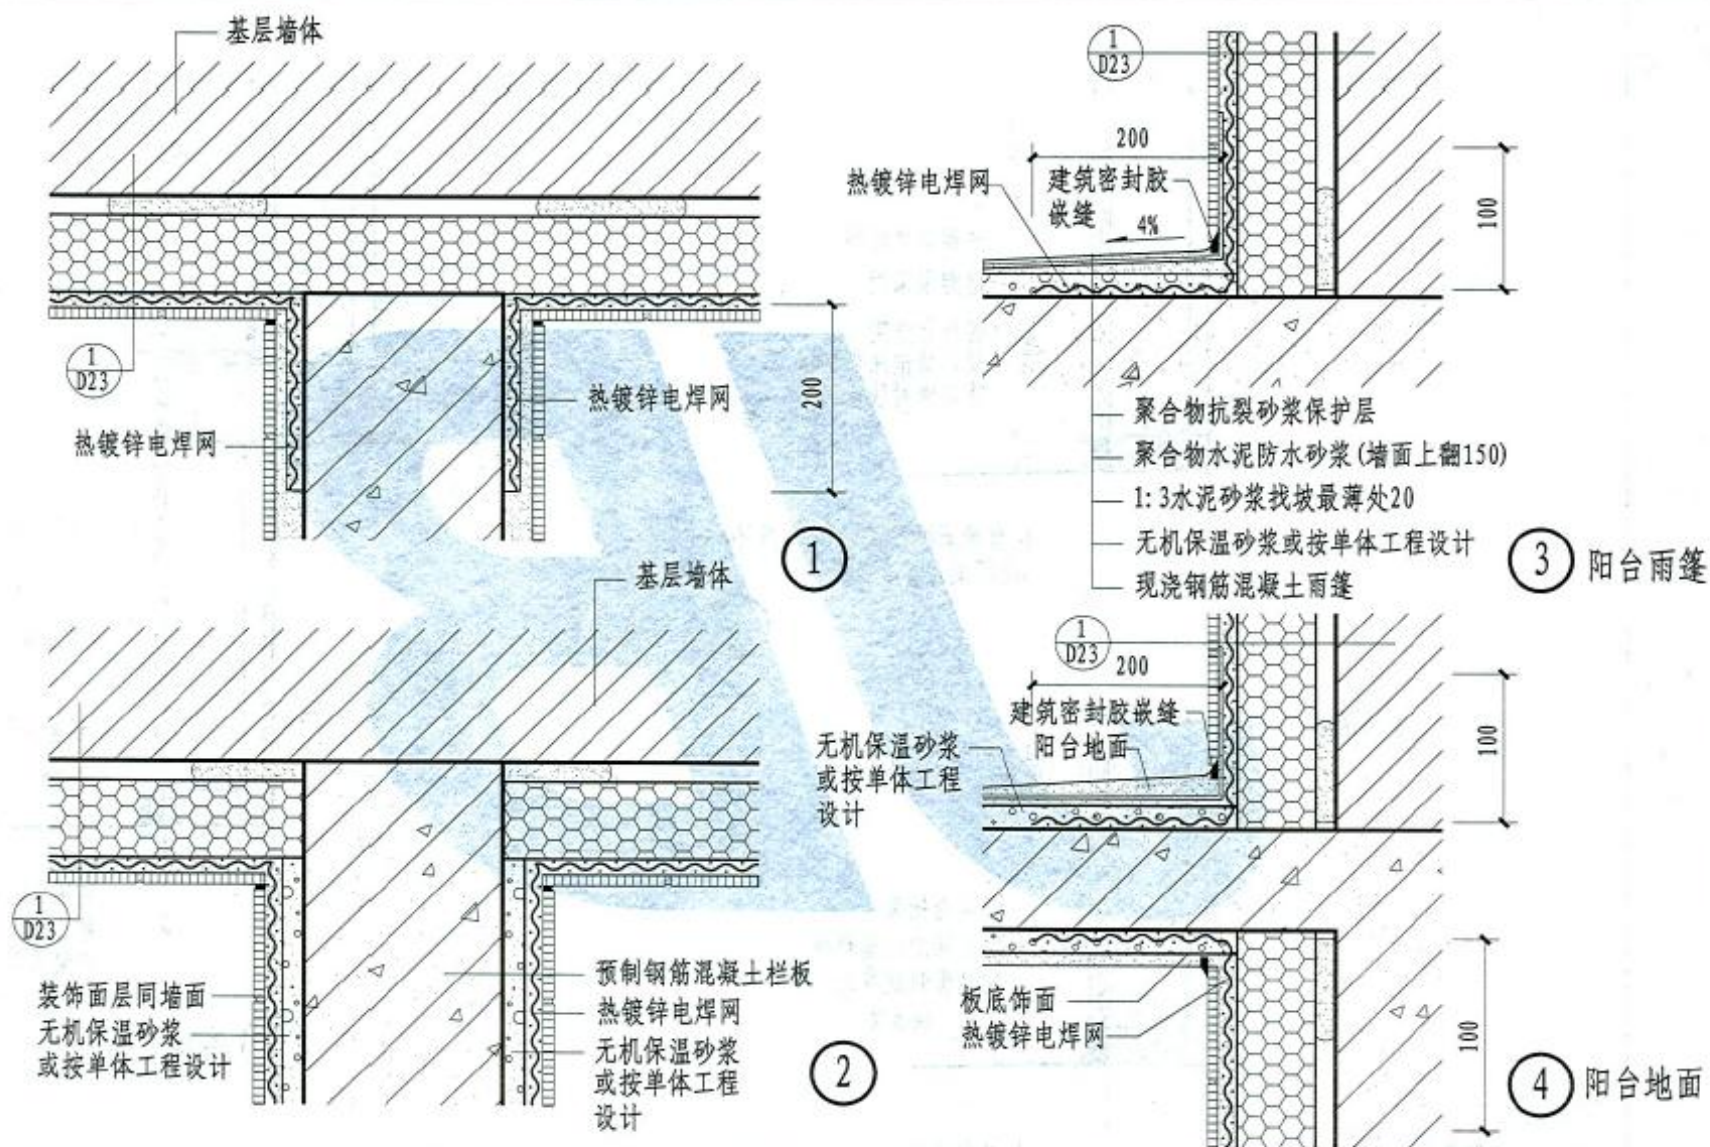 基层墙体
1
D23
热镀锌电焊网
热镀锌电焊网
200
1
基层墙体
1
D23
装饰面层同墙面
无机保温砂浆
或按单体工程设计
预制钢筋混凝土栏板
热镀锌电焊网
无机保温砂浆
或按单体工程
设计
2
1
D23
200
热镀锌电焊网
建筑密封胶
嵌缝
4%
100
聚合物抗裂砂浆保护层
聚合物水泥防水砂浆(墙面上翻150)
1:3水泥砂浆找坡最薄处20
无机保温砂浆或按单体工程设计
现浇钢筋混凝土雨篷
3 阳台雨篷
1
D23
200
建筑密封胶嵌缝
阳台地面
无机保温砂浆
或按单体工程
设计
100
板底饰面
热镀锌电焊网
100
4 阳台地面